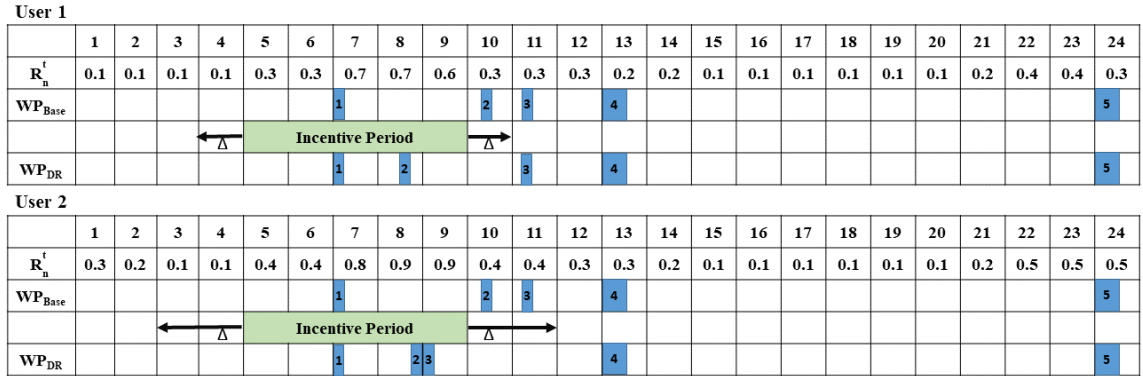 User 1
1 2 3 4 5 6 7 8 9 10 11 12 13 14 15 16 17 18 19 20 21 22 23 24
R_n^t 0.1 0.1 0.1 0.1 0.3 0.3 0.7 0.7 0.6 0.3 0.3 0.3 0.2 0.2 0.1 0.1 0.1 0.1 0.1 0.1 0.2 0.4 0.4 0.3
WP_Base 1 2 3 4 5
Δ Incentive Period Δ
WP_DR 1 2 3 4 5
User 2
1 2 3 4 5 6 7 8 9 10 11 12 13 14 15 16 17 18 19 20 21 22 23 24
R_n^t 0.3 0.2 0.1 0.1 0.4 0.4 0.8 0.9 0.9 0.4 0.4 0.3 0.3 0.2 0.1 0.1 0.1 0.1 0.1 0.1 0.2 0.5 0.5 0.5
WP_Base 1 2 3 4 5
Δ Incentive Period Δ
WP_DR 1 2 3 4 5